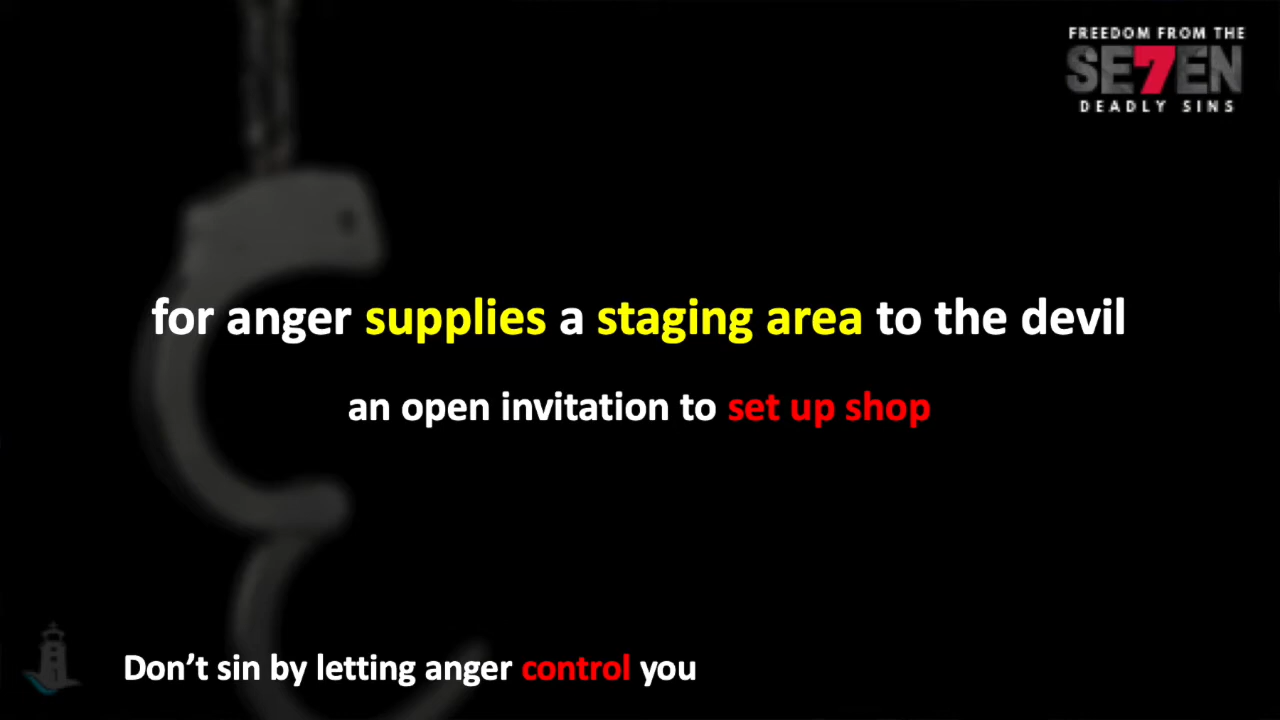 FREEDOM FROM THE
SE7EN
DEADLY SINS
for anger supplies a staging area to the devil
an open invitation to set up shop
Don’t sin by letting anger control you